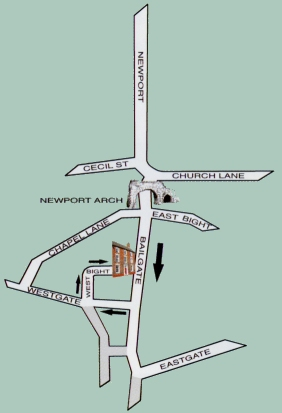 NEWPORT
CECIL ST
CHURCH LANE
NEWPORT ARCH
EAST BIGHT
CHAPEL LANE
BAILGATE
WEST BIGHT
WESTGATE
EASTGATE